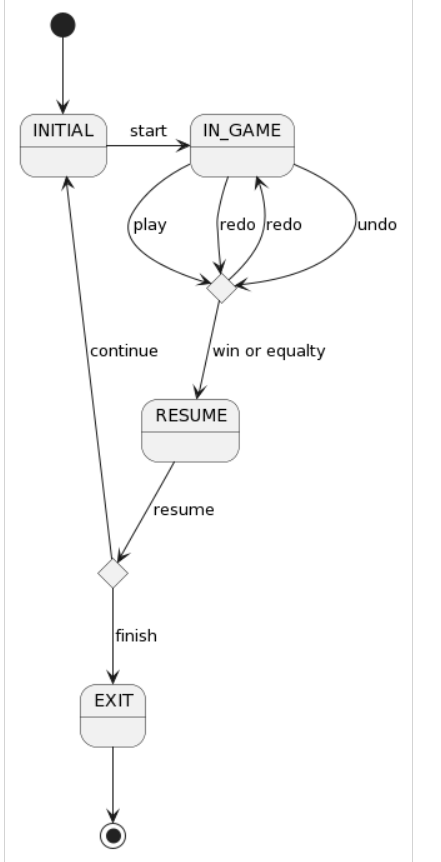 INITIAL
start
IN_GAME
play
redo
redo
undo
continue
win or equalty
RESUME
resume
finish
EXIT